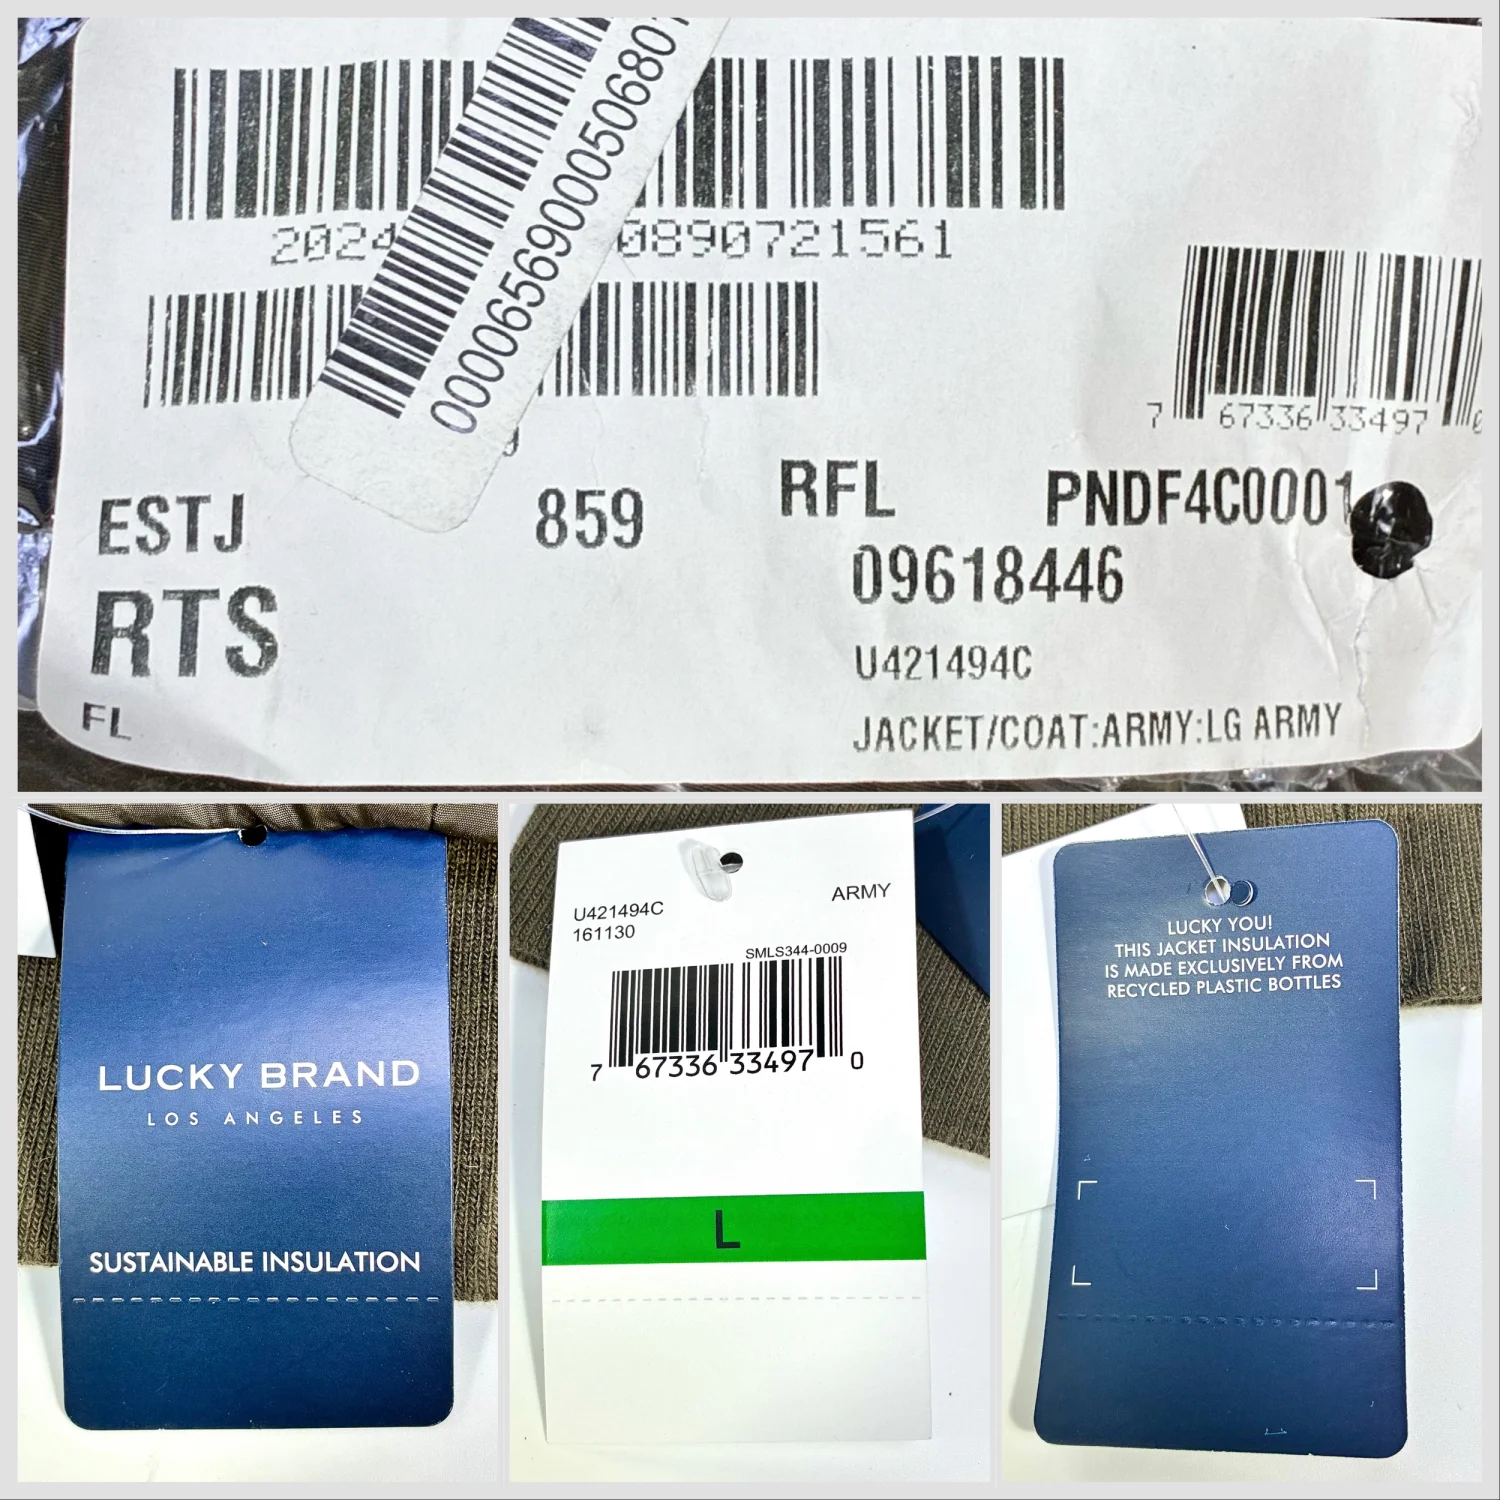 2024
0890721561
00006569000506801
7 67336 33497 0
ESTJ
859
RFL
PNDF4C0001
09618446
RTS
U421494C
FL
JACKET/COAT:ARMY:LG ARMY
LUCKY BRAND
LOS ANGELES
SUSTAINABLE INSULATION
U421494C
ARMY
161130
SMLS344-0009
7 67336 33497 0
L
LUCKY YOU!
THIS JACKET INSULATION
IS MADE EXCLUSIVELY FROM
RECYCLED PLASTIC BOTTLES